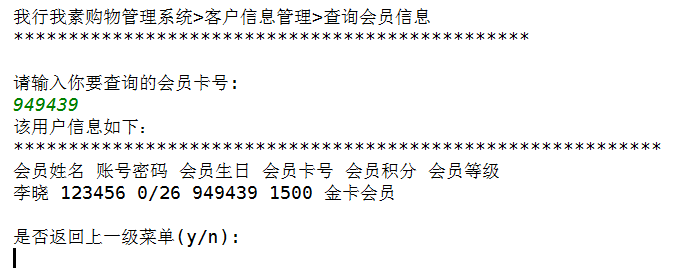 我行我素购物管理系统>客户信息管理>查询会员信息
***********************************************
请输入你要查询的会员卡号:
949439
该用户信息如下：
***********************************************************
会员姓名 账号密码 会员生日 会员卡号 会员积分 会员等级
李晓 123456 0/26 949439 1500 金卡会员
是否返回上一级菜单(y/n):